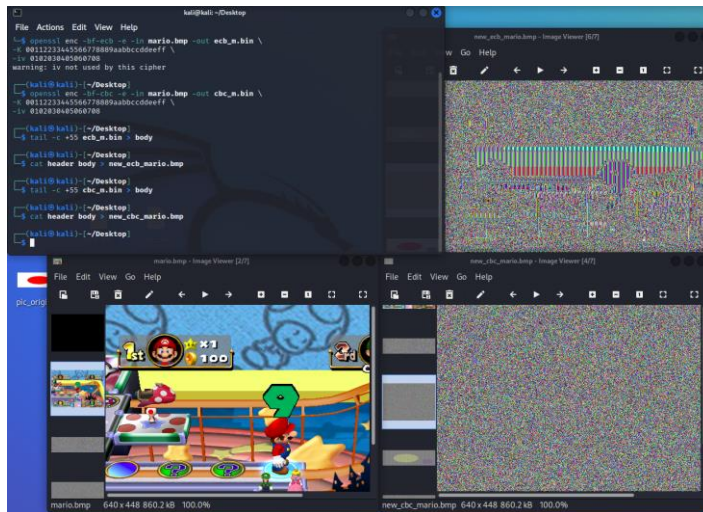 kali@kali: ~/Desktop
File Actions Edit View Help
└─$ openssl enc -bf-ecb -e -in mario.bmp -out ecb_m.bin \
-K 00112233445566778889aabbccddeeff \
-iv 0102030405060708
warning: iv not used by this cipher
┌──(kali㉿kali)-[~/Desktop]
└─$ openssl enc -bf-cbc -e -in mario.bmp -out cbc_m.bin \
-K 00112233445566778889aabbccddeeff \
-iv 0102030405060708
┌──(kali㉿kali)-[~/Desktop]
└─$ tail -c +55 ecb_m.bin > body
┌──(kali㉿kali)-[~/Desktop]
└─$ cat header body > new_ecb_mario.bmp
┌──(kali㉿kali)-[~/Desktop]
└─$ tail -c +55 cbc_m.bin > body
┌──(kali㉿kali)-[~/Desktop]
└─$ cat header body > new_cbc_mario.bmp
┌──(kali㉿kali)-[~/Desktop]
└─$
new_ecb_mario.bmp - Image Viewer [6/7]
Go Help
pic_origi
mario.bmp - Image Viewer [2/7]
File Edit View Go Help
1st
x1
100
2nd
9
?
?
mario.bmp 640 x 448 860.2 kB 100.0%
new_cbc_mario.bmp - Image Viewer [4/7]
File Edit View Go Help
new_cbc_mario.bmp 640 x 448 860.2 kB 100.0%